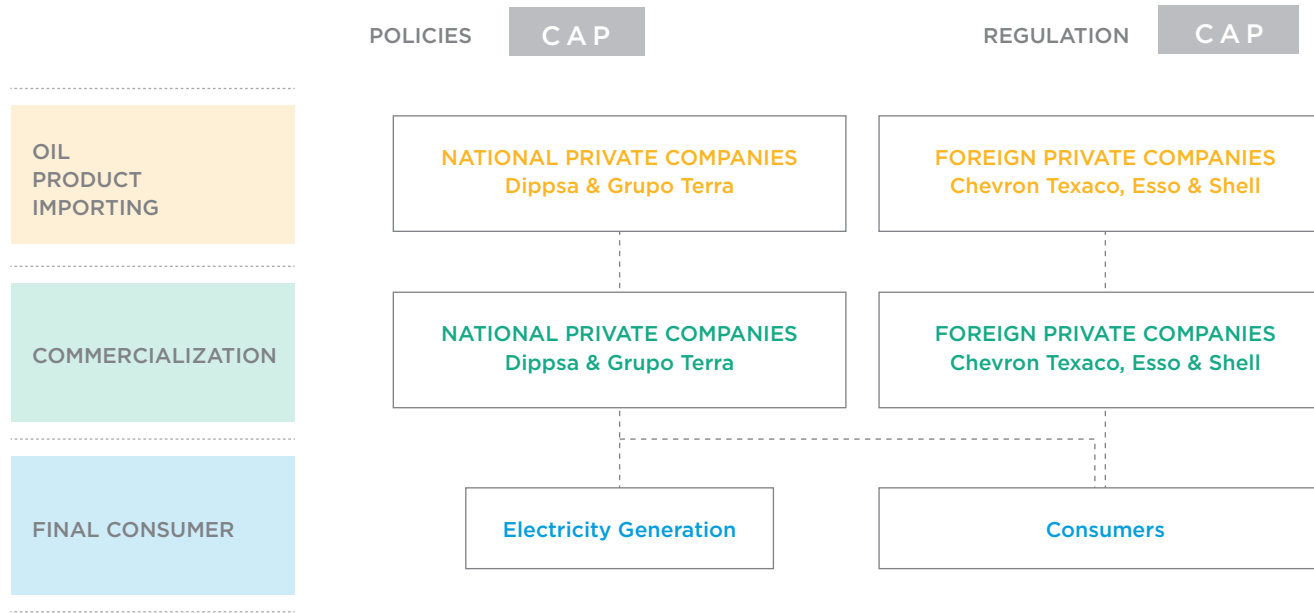 POLICIES
CAP
REGULATION
CAP
OIL
PRODUCT
IMPORTING
NATIONAL PRIVATE COMPANIES
Dippsa & Grupo Terra
FOREIGN PRIVATE COMPANIES
Chevron Texaco, Esso & Shell
COMMERCIALIZATION
NATIONAL PRIVATE COMPANIES
Dippsa & Grupo Terra
FOREIGN PRIVATE COMPANIES
Chevron Texaco, Esso & Shell
FINAL CONSUMER
Electricity Generation
Consumers